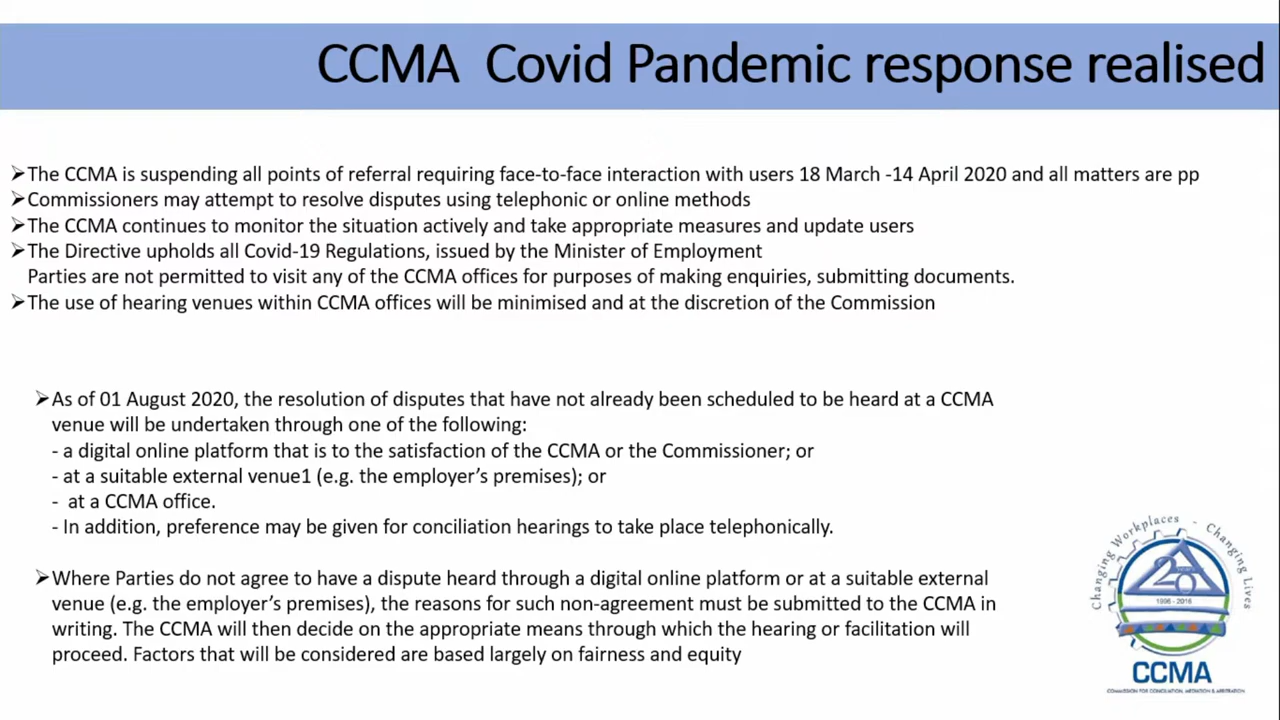 CCMA Covid Pandemic response realised
➢The CCMA is suspending all points of referral requiring face-to-face interaction with users 18 March -14 April 2020 and all matters are pp
➢Commissioners may attempt to resolve disputes using telephonic or online methods
➢The CCMA continues to monitor the situation actively and take appropriate measures and update users
➢The Directive upholds all Covid-19 Regulations, issued by the Minister of Employment
Parties are not permitted to visit any of the CCMA offices for purposes of making enquiries, submitting documents.
➢The use of hearing venues within CCMA offices will be minimised and at the discretion of the Commission
➢As of 01 August 2020, the resolution of disputes that have not already been scheduled to be heard at a CCMA
venue will be undertaken through one of the following:
- a digital online platform that is to the satisfaction of the CCMA or the Commissioner; or
- at a suitable external venue1 (e.g. the employer's premises); or
- at a CCMA office.
- In addition, preference may be given for conciliation hearings to take place telephonically.
➢Where Parties do not agree to have a dispute heard through a digital online platform or at a suitable external
venue (e.g. the employer's premises), the reasons for such non-agreement must be submitted to the CCMA in
writing. The CCMA will then decide on the appropriate means through which the hearing or facilitation will
proceed. Factors that will be considered are based largely on fairness and equity
Changing Workplaces - Changing Lives
20
1996 - 2016
CCMA
COMMISSION FOR CONCILIATION, MEDIATION & ARBITRATION